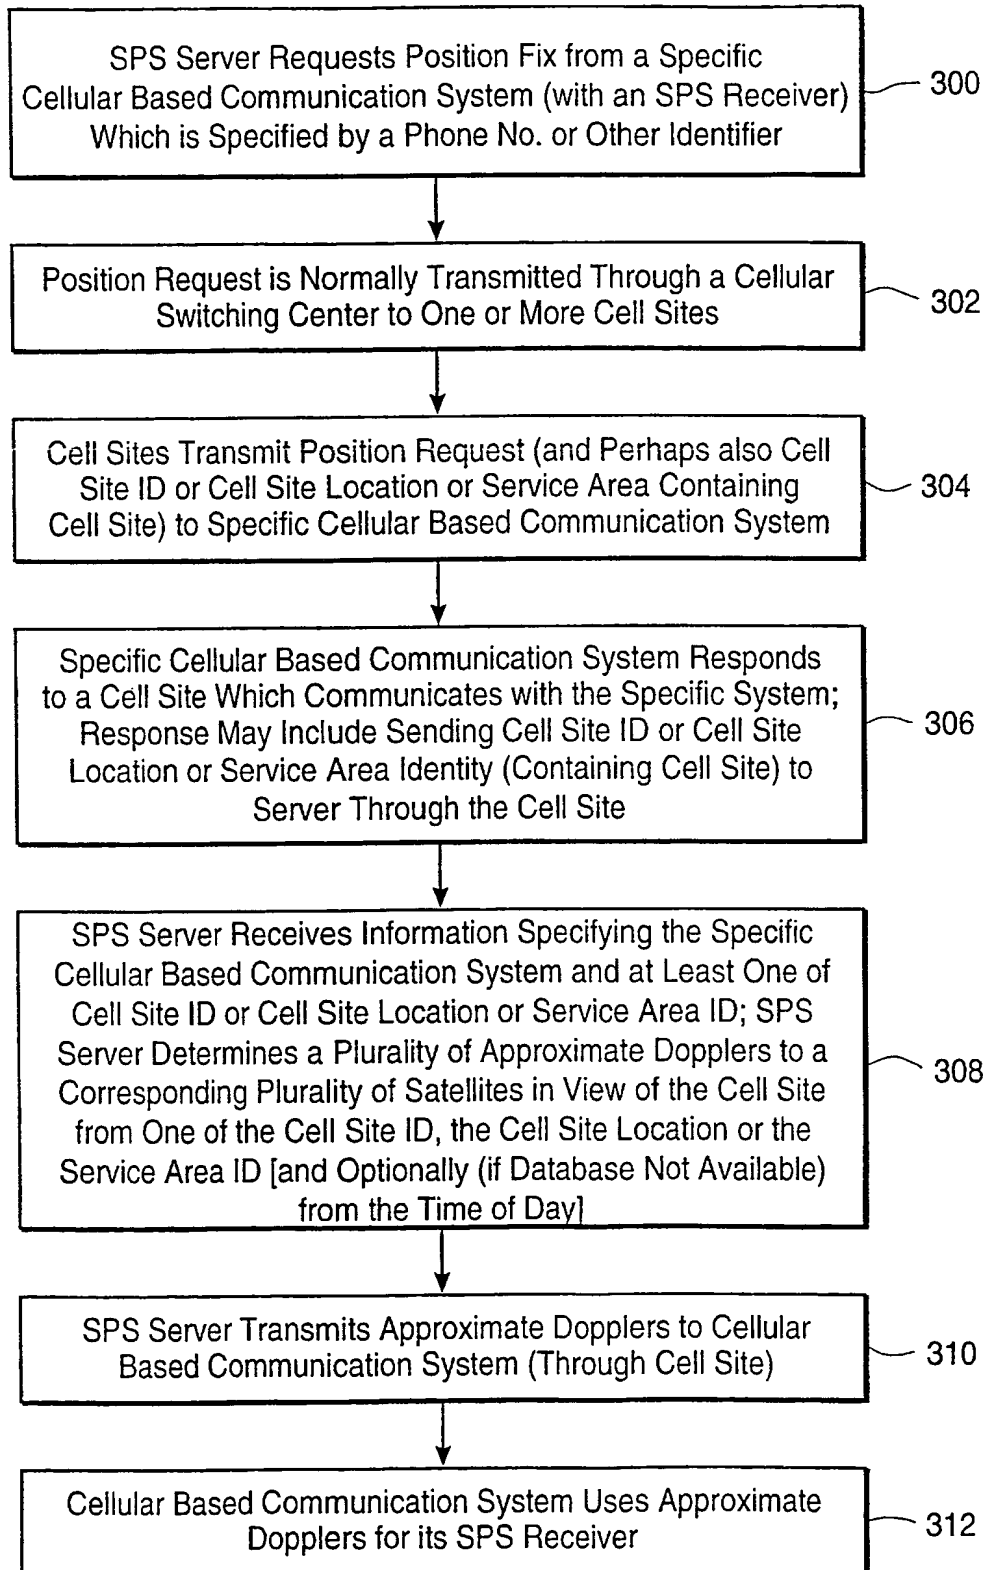 SPS Server Requests Position Fix from a Specific
Cellular Based Communication System (with an SPS Receiver)
Which is Specified by a Phone No. or Other Identifier
300
Position Request is Normally Transmitted Through a Cellular
Switching Center to One or More Cell Sites
302
Cell Sites Transmit Position Request (and Perhaps also Cell
Site ID or Cell Site Location or Service Area Containing
Cell Site) to Specific Cellular Based Communication System
304
Specific Cellular Based Communication System Responds
to a Cell Site Which Communicates with the Specific System;
Response May Include Sending Cell Site ID or Cell Site
Location or Service Area Identity (Containing Cell Site) to
Server Through the Cell Site
306
SPS Server Receives Information Specifying the Specific
Cellular Based Communication System and at Least One of
Cell Site ID or Cell Site Location or Service Area ID; SPS
Server Determines a Plurality of Approximate Dopplers to a
Corresponding Plurality of Satellites in View of the Cell Site
from One of the Cell Site ID, the Cell Site Location or the
Service Area ID [and Optionally (if Database Not Available)
from the Time of Day]
308
SPS Server Transmits Approximate Dopplers to Cellular
Based Communication System (Through Cell Site)
310
Cellular Based Communication System Uses Approximate
Dopplers for its SPS Receiver
312